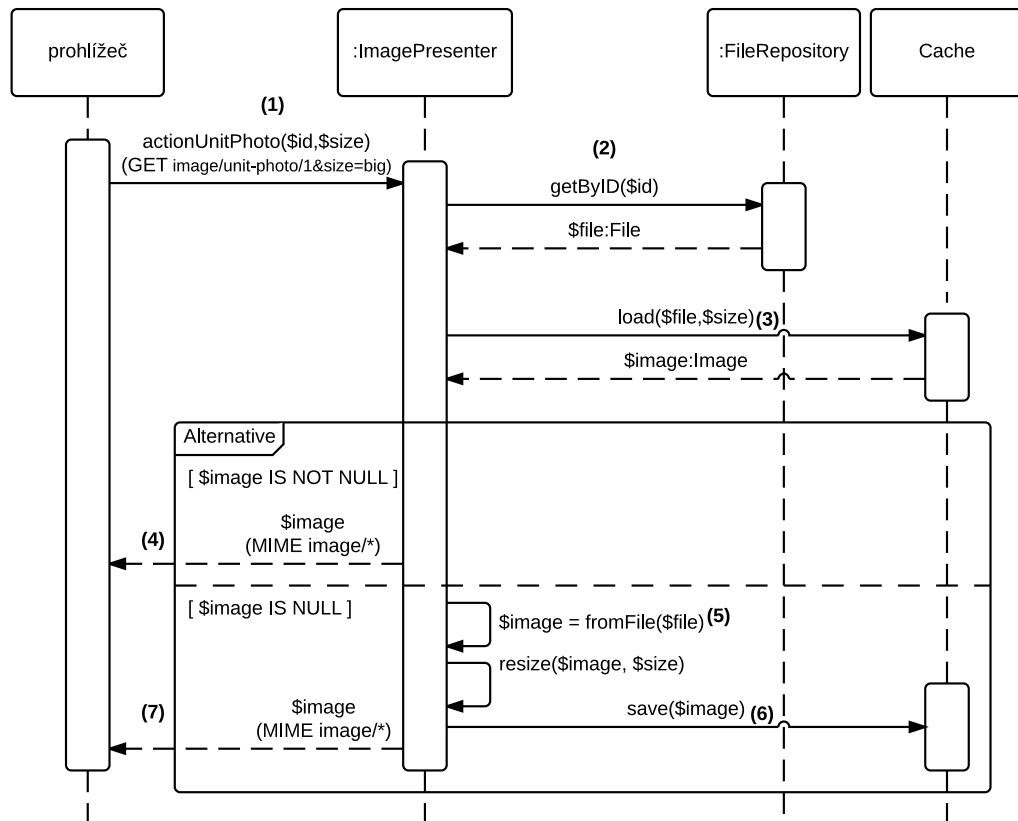 prohlížeč
:ImagePresenter
:FileRepository
Cache
(1)
actionUnitPhoto($id,$size)
(GET image/unit-photo/1&size=big)
(2)
getByID($id)
$file:File
load($file,$size) (3)
$image:Image
Alternative
[ $image IS NOT NULL ]
$image
(4) (MIME image/*)
[ $image IS NULL ]
$image = fromFile($file) (5)
resize($image, $size)
$image
(7) (MIME image/*)
save($image) (6)